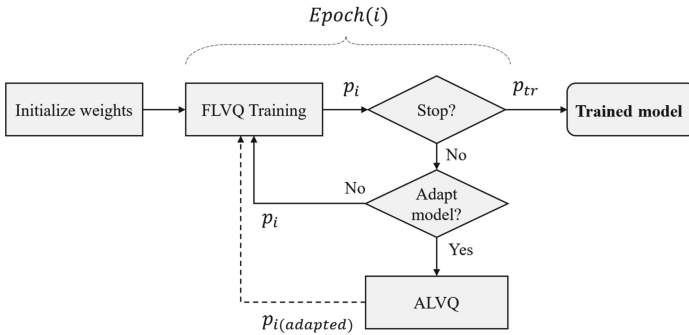 Epoch(i)
Initialize weights
FLVQ Training
p_i
Stop?
p_tr
Trained model
No
No
Adapt
model?
p_i
Yes
ALVQ
p_i(adapted)